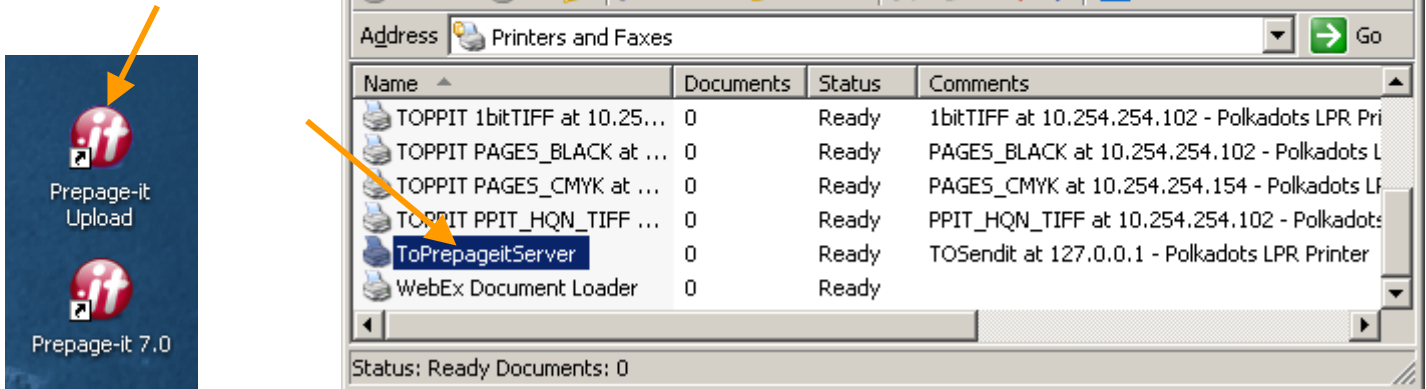 .it
Prepage-it
Upload
.it
Prepage-it 7.0
Address Printers and Faxes Go
Name Documents Status Comments
TOPPIT 1bitTIFF at 10.25... 0 Ready 1bitTIFF at 10.254.254.102 - Polkadots LPR Pri
TOPPIT PAGES_BLACK at ... 0 Ready PAGES_BLACK at 10.254.254.102 - Polkadots L
TOPPIT PAGES_CMYK at ... 0 Ready PAGES_CMYK at 10.254.254.154 - Polkadots LP
TOPPIT PPIT_HQN_TIFF ... 0 Ready PPIT_HQN_TIFF at 10.254.254.102 - Polkadots
ToPrepageitServer 0 Ready TOSendit at 127.0.0.1 - Polkadots LPR Printer
WebEx Document Loader 0 Ready
Status: Ready Documents: 0